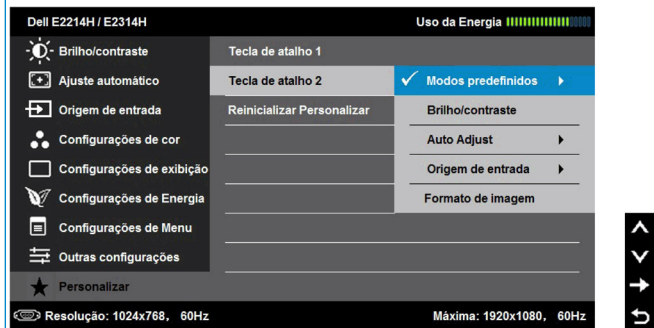 Dell E2214H / E2314H
Uso da Energia
Brilho/contraste
Tecla de atalho 1
Ajuste automático
Tecla de atalho 2
Modos predefinidos
Origem de entrada
Reinicializar Personalizar
Brilho/contraste
Configurações de cor
Auto Adjust
Configurações de exibição
Origem de entrada
Configurações de Energia
Formato de imagem
Configurações de Menu
Outras configurações
Personalizar
Resolução: 1024x768, 60Hz
Máxima: 1920x1080, 60Hz